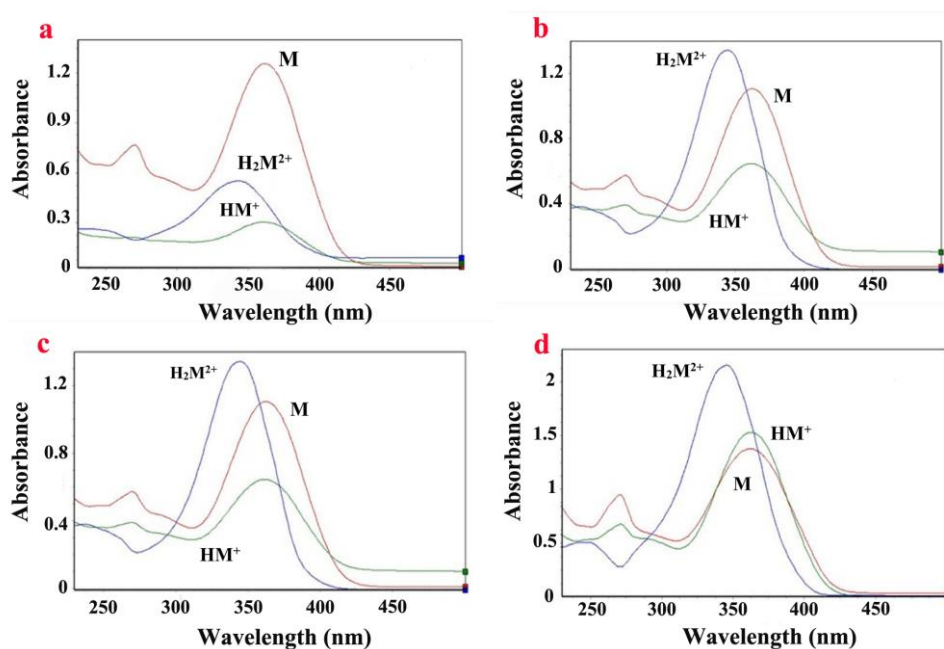 a
Absorbance
1.2
0.9
0.6
0.3
0
M
H₂M²⁺
HM⁺
250 300 350 400 450
Wavelength (nm)
b
Absorbance
1.2
0.8
0.4
0
H₂M²⁺
M
HM⁺
250 300 350 400 450
Wavelength (nm)
c
Absorbance
1.2
0.8
0.4
0
H₂M²⁺
M
HM⁺
250 300 350 400 450
Wavelength (nm)
d
Absorbance
2
1.5
1
0.5
0
H₂M²⁺
HM⁺
M
250 300 350 400 450
Wavelength (nm)